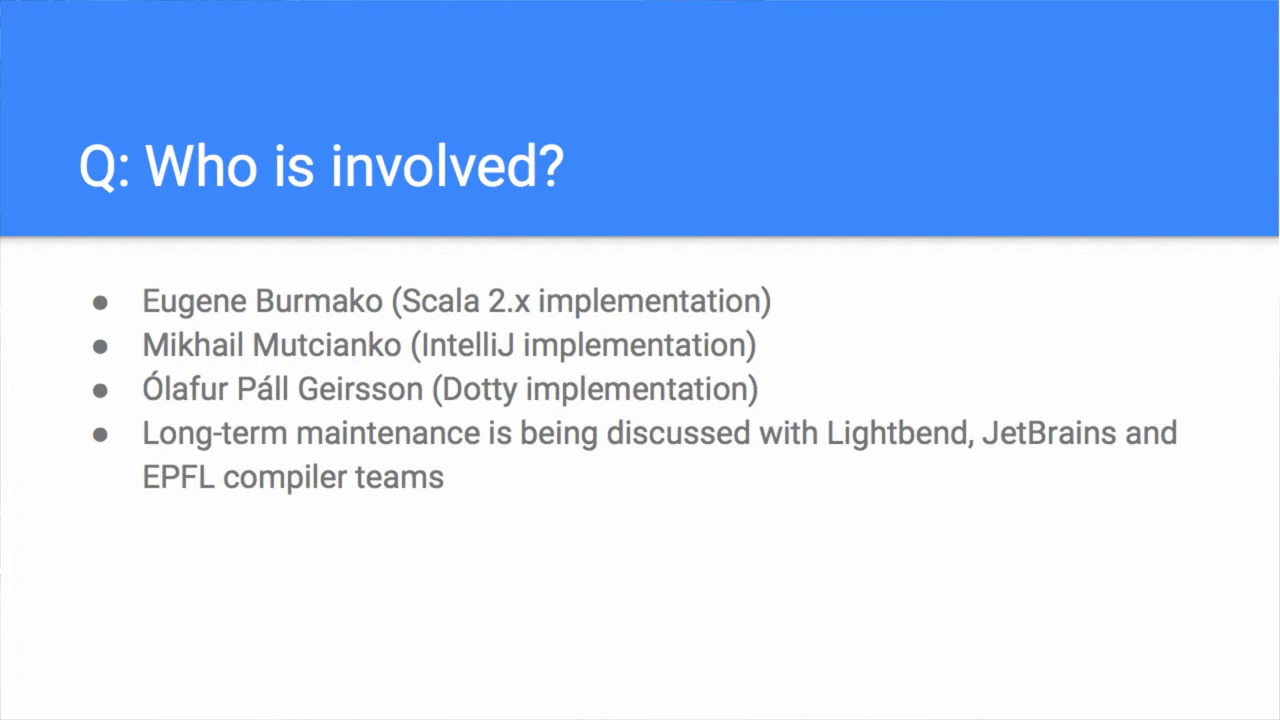 Q: Who is involved?
● Eugene Burmako (Scala 2.x implementation)
● Mikhail Mutcianko (IntelliJ implementation)
● Ólafur Páll Geirsson (Dotty implementation)
● Long-term maintenance is being discussed with Lightbend, JetBrains and
EPFL compiler teams